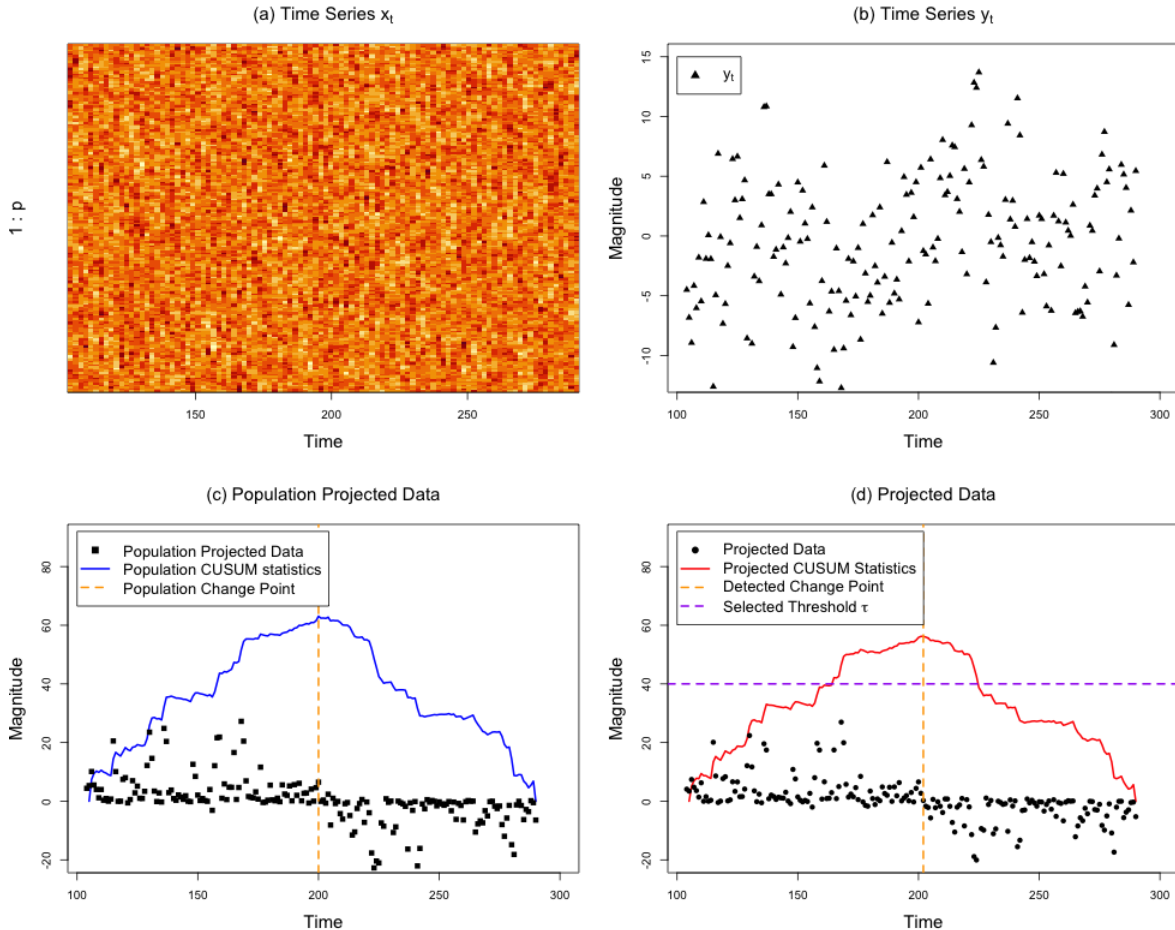 (a) Time Series xₜ
1 : p
150 200 250
Time
(b) Time Series yₜ
yₜ
Magnitude
15
10
5
0
-5
-10
100 150 200 250 300
Time
(c) Population Projected Data
Population Projected Data
Population CUSUM statistics
Population Change Point
Magnitude
80
60
40
20
0
-20
100 150 200 250 300
Time
(d) Projected Data
Projected Data
Projected CUSUM Statistics
Detected Change Point
Selected Threshold τ
Magnitude
80
60
40
20
0
-20
100 150 200 250 300
Time